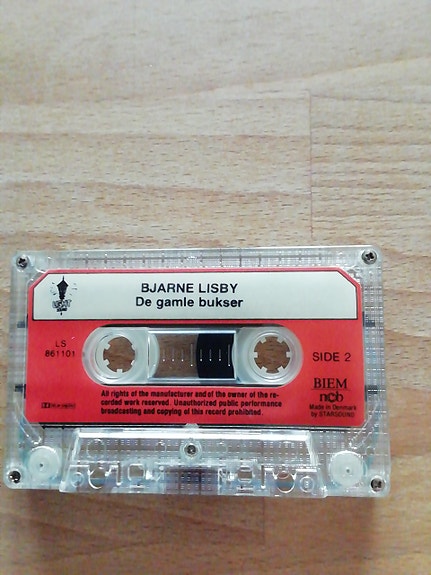 BJARNE LISBY
De gamle bukser
LIGHT
LS
861101
SIDE 2
BIEM
ncb
Made in Denmark
by STARSOUND
All rights of the manufacturer and of the owner of the re-
corded work reserved. Unauthorized public performance
broadcasting and copying of this record prohibited.